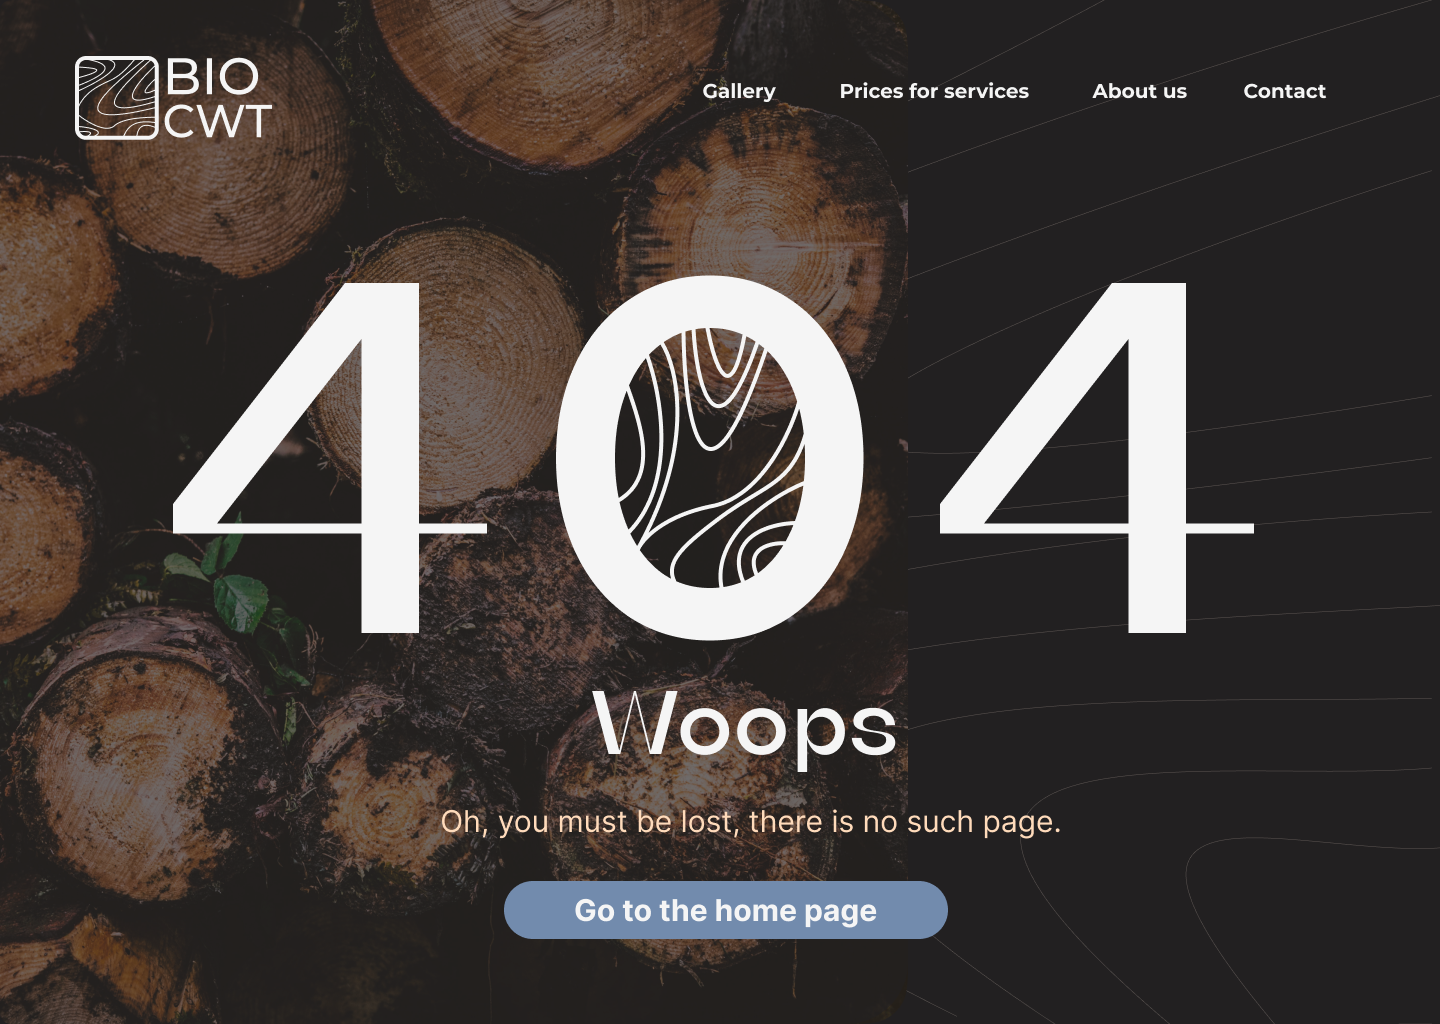 BIO
CWT
Gallery Prices for services About us Contact
404
Woops
Oh, you must be lost, there is no such page.
Go to the home page